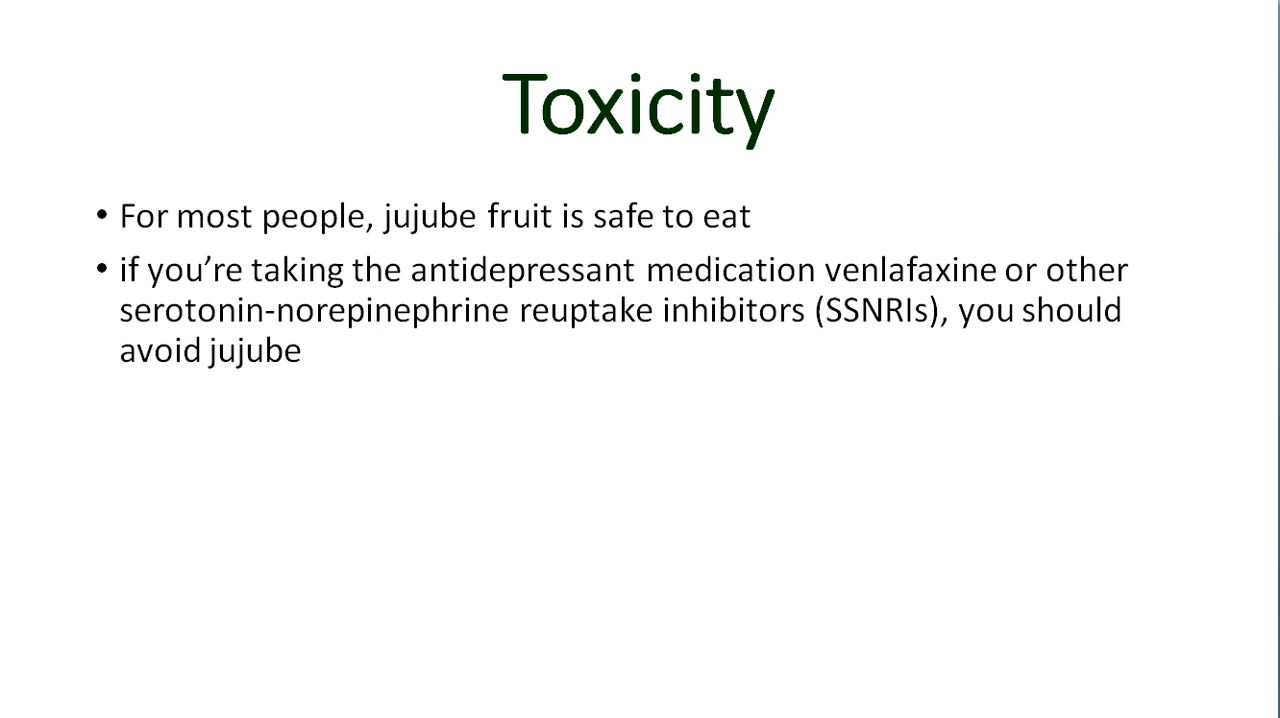 Toxicity
• For most people, jujube fruit is safe to eat
• if you’re taking the antidepressant medication venlafaxine or other
serotonin-norepinephrine reuptake inhibitors (SSNRIs), you should
avoid jujube